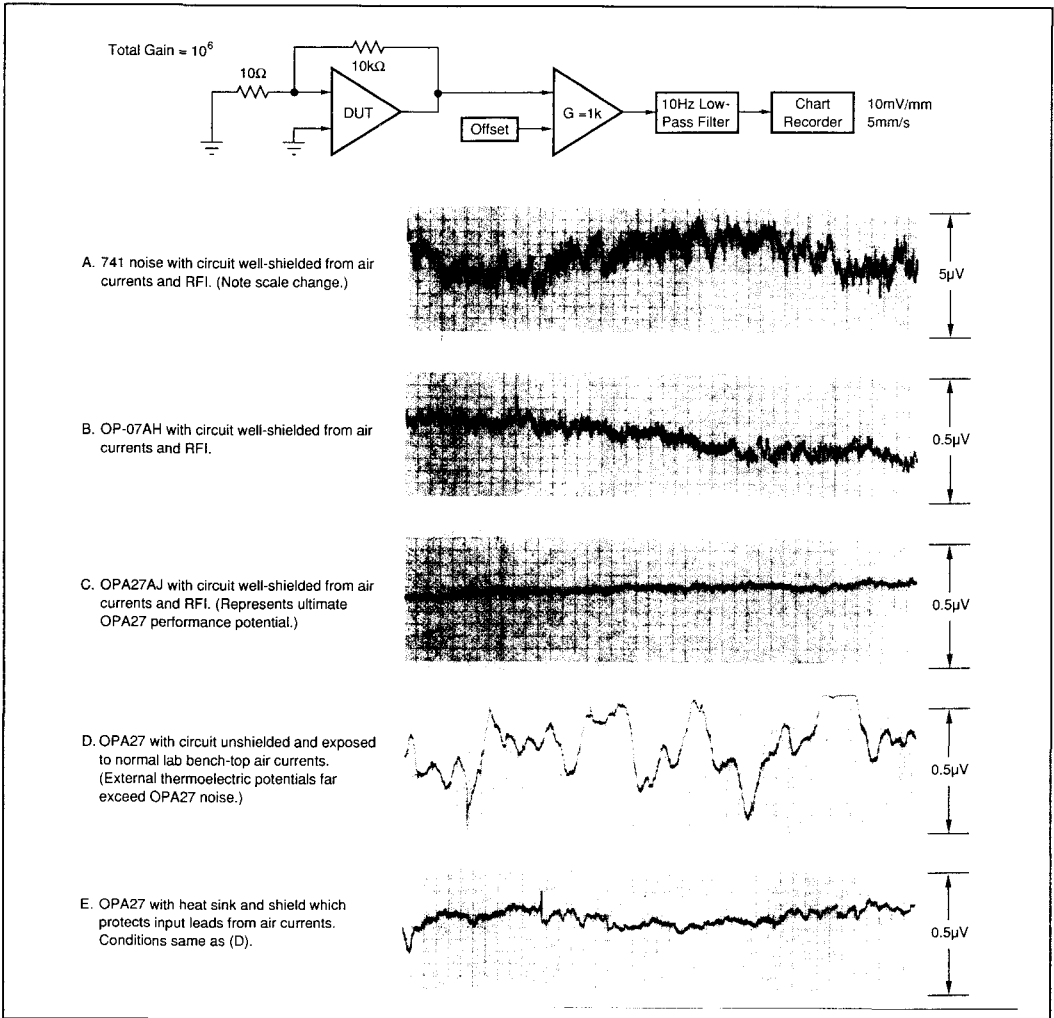 Total Gain = 10⁶
10Ω
10kΩ
DUT
Offset
G =1k
10Hz Low-
Pass Filter
Chart
Recorder
10mV/mm
5mm/s
A. 741 noise with circuit well-shielded from air
currents and RFI. (Note scale change.)
5μV
B. OP-07AH with circuit well-shielded from air
currents and RFI.
0.5μV
C. OPA27AJ with circuit well-shielded from air
currents and RFI. (Represents ultimate
OPA27 performance potential.)
0.5μV
D. OPA27 with circuit unshielded and exposed
to normal lab bench-top air currents.
(External thermoelectric potentials far
exceed OPA27 noise.)
0.5μV
E. OPA27 with heat sink and shield which
protects input leads from air currents.
Conditions same as (D).
0.5μV